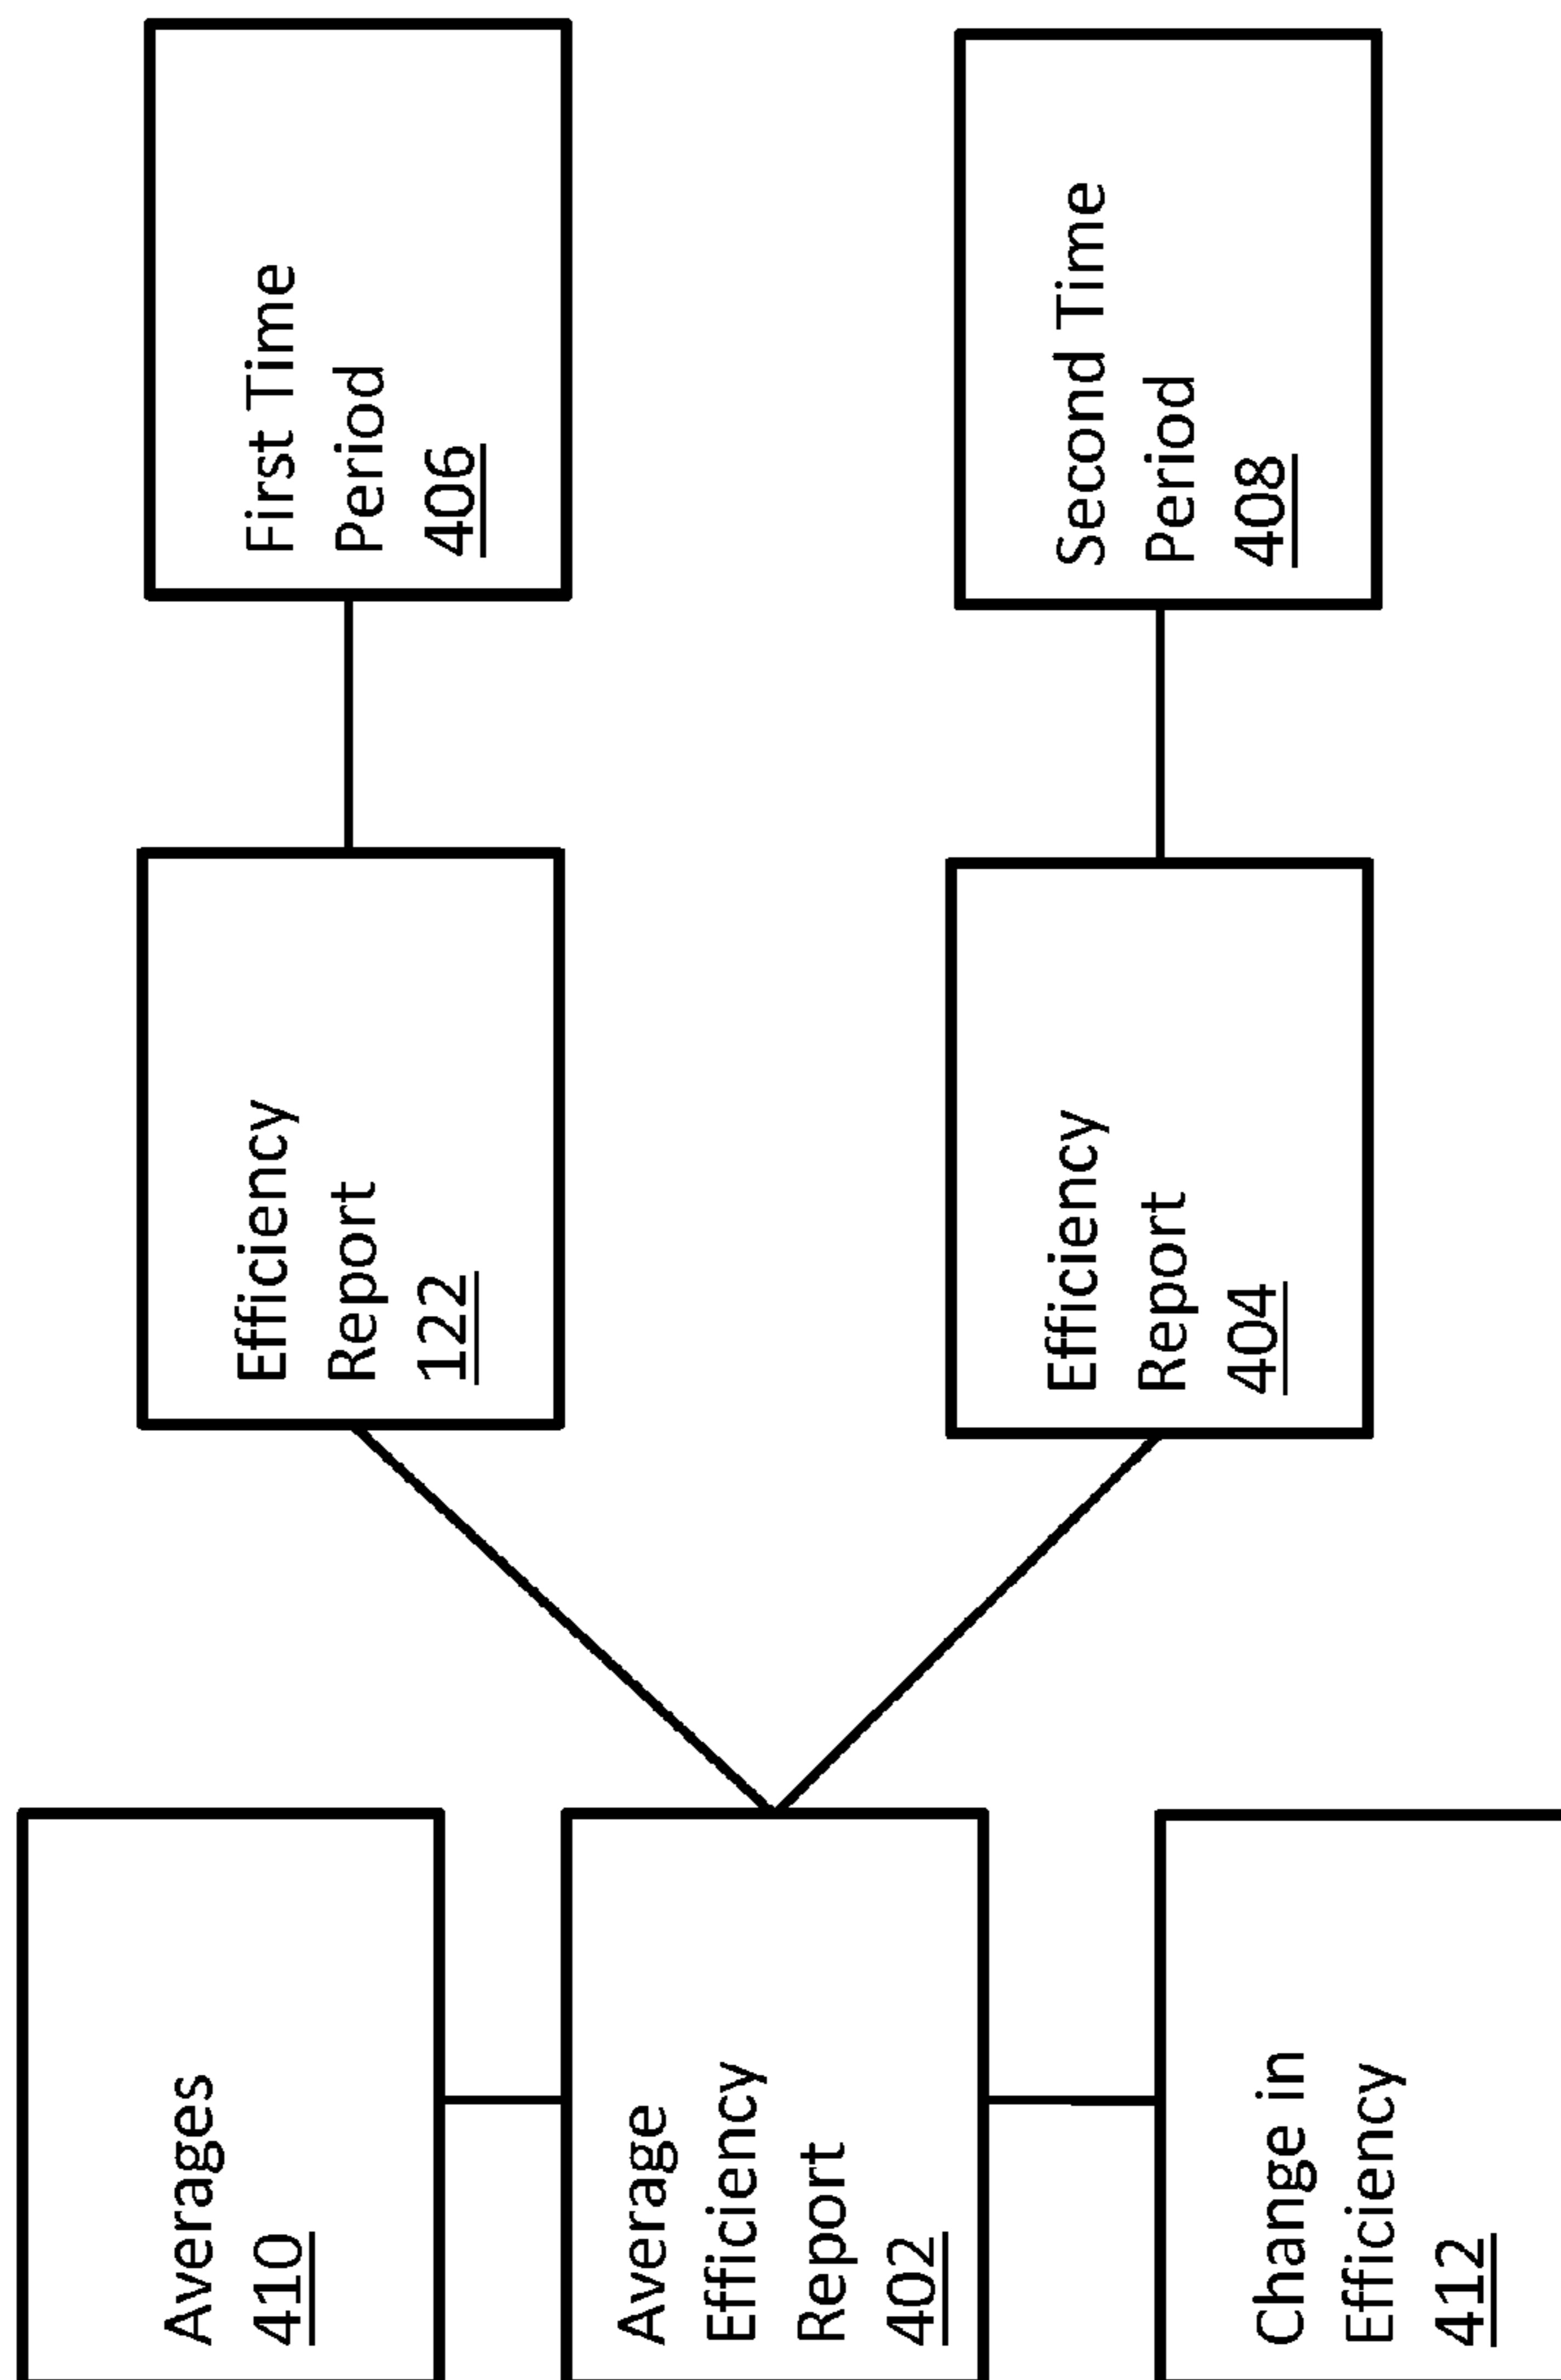 Averages
410
Average
Efficiency
Report
402
Change in
Efficiency
412
Efficiency
Report
122
Efficiency
Report
404
First Time
Period
406
Second Time
Period
408